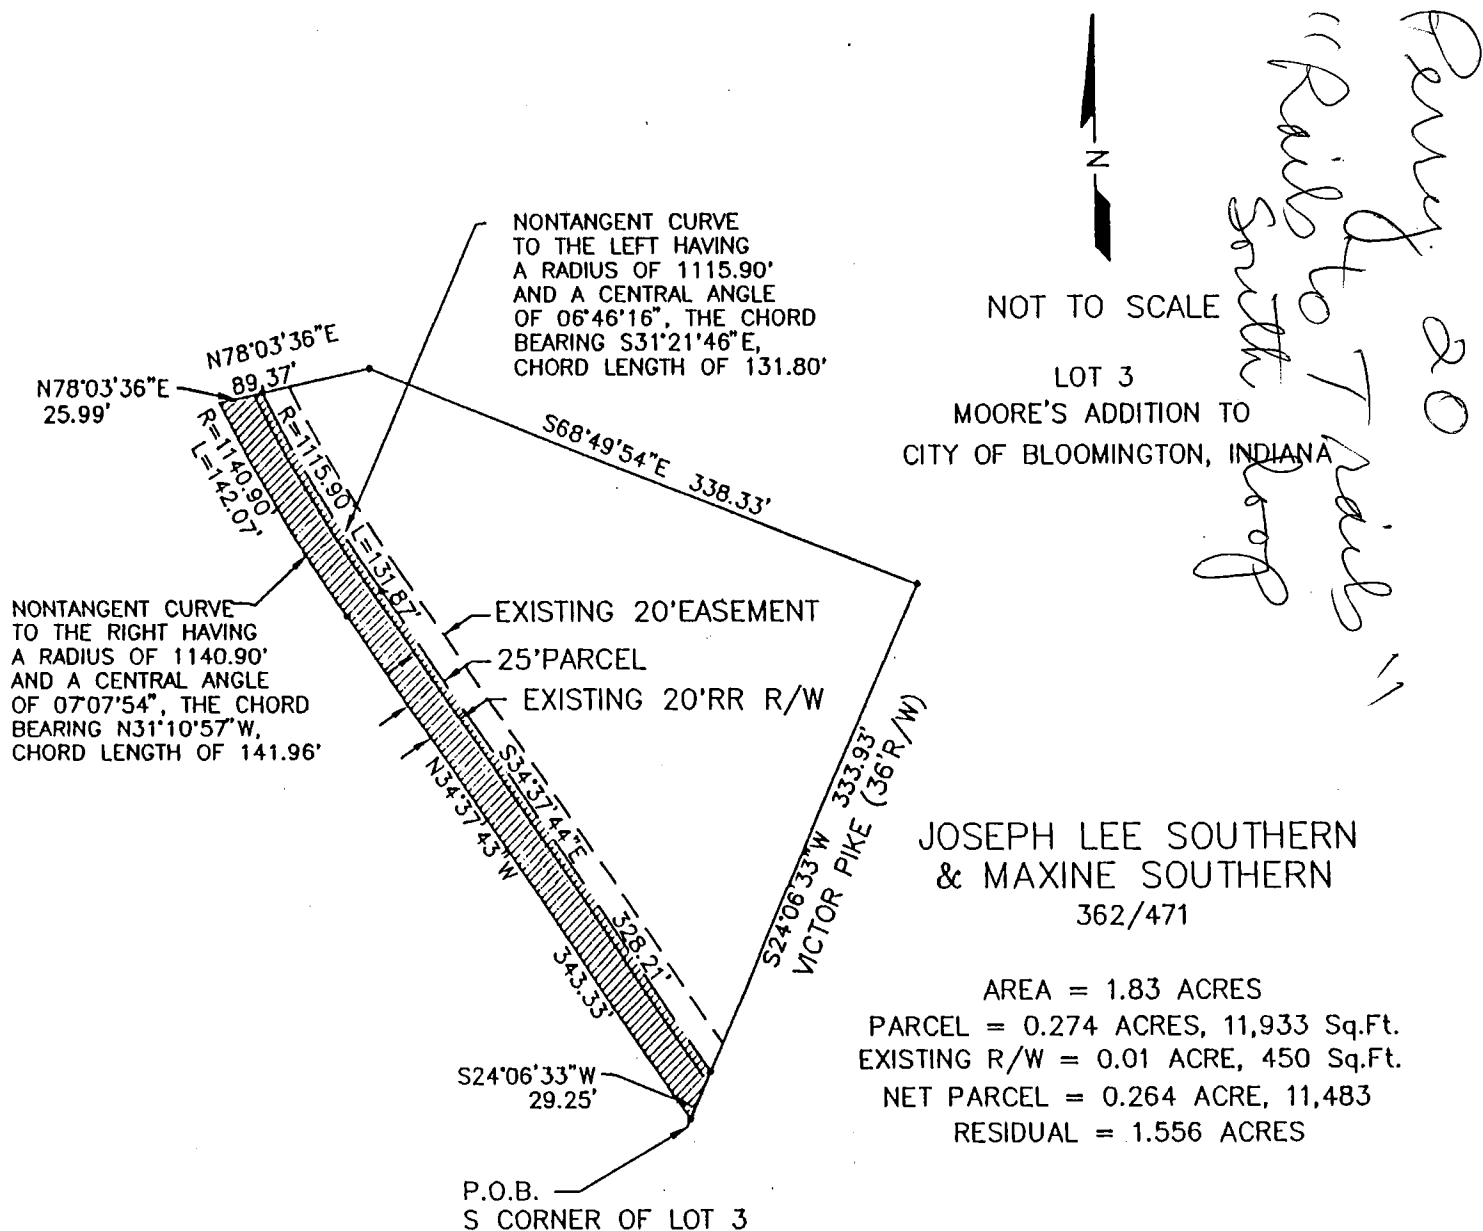 Perry 20
"Rails to Trails"
South Loop
N
NOT TO SCALE
LOT 3
MOORE'S ADDITION TO
CITY OF BLOOMINGTON, INDIANA
NONTANGENT CURVE
TO THE LEFT HAVING
A RADIUS OF 1115.90'
AND A CENTRAL ANGLE
OF 06°46'16", THE CHORD
BEARING S31°21'46"E,
CHORD LENGTH OF 131.80'
N78°03'36"E
89.37'
N78°03'36"E
25.99'
R=1140.90'
L=142.07'
R=1115.90'
L=131.87'
S68°49'54"E 338.33'
NONTANGENT CURVE
TO THE RIGHT HAVING
A RADIUS OF 1140.90'
AND A CENTRAL ANGLE
OF 07°07'54", THE CHORD
BEARING N31°10'57"W,
CHORD LENGTH OF 141.96'
EXISTING 20'EASEMENT
25'PARCEL
EXISTING 20'RR R/W
N34°37'43"W
343.33'
S34°37'44"E
328.21'
S24°06'33"W 333.93'
VICTOR PIKE (36'R/W)
JOSEPH LEE SOUTHERN
& MAXINE SOUTHERN
362/471
AREA = 1.83 ACRES
PARCEL = 0.274 ACRES, 11,933 Sq.Ft.
EXISTING R/W = 0.01 ACRE, 450 Sq.Ft.
NET PARCEL = 0.264 ACRE, 11,483
RESIDUAL = 1.556 ACRES
S24°06'33"W
29.25'
P.O.B.
S CORNER OF LOT 3